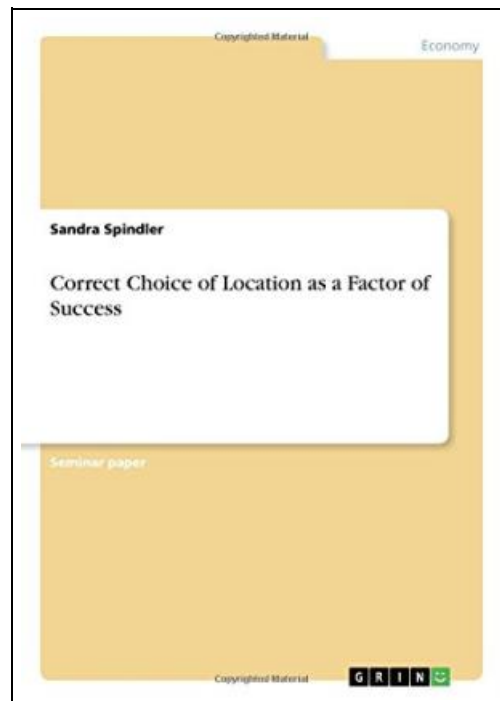 Copyrighted Material
Economy
Sandra Spindler
Correct Choice of Location as a Factor of
Success
Seminar paper
Copyrighted Material
GRIN